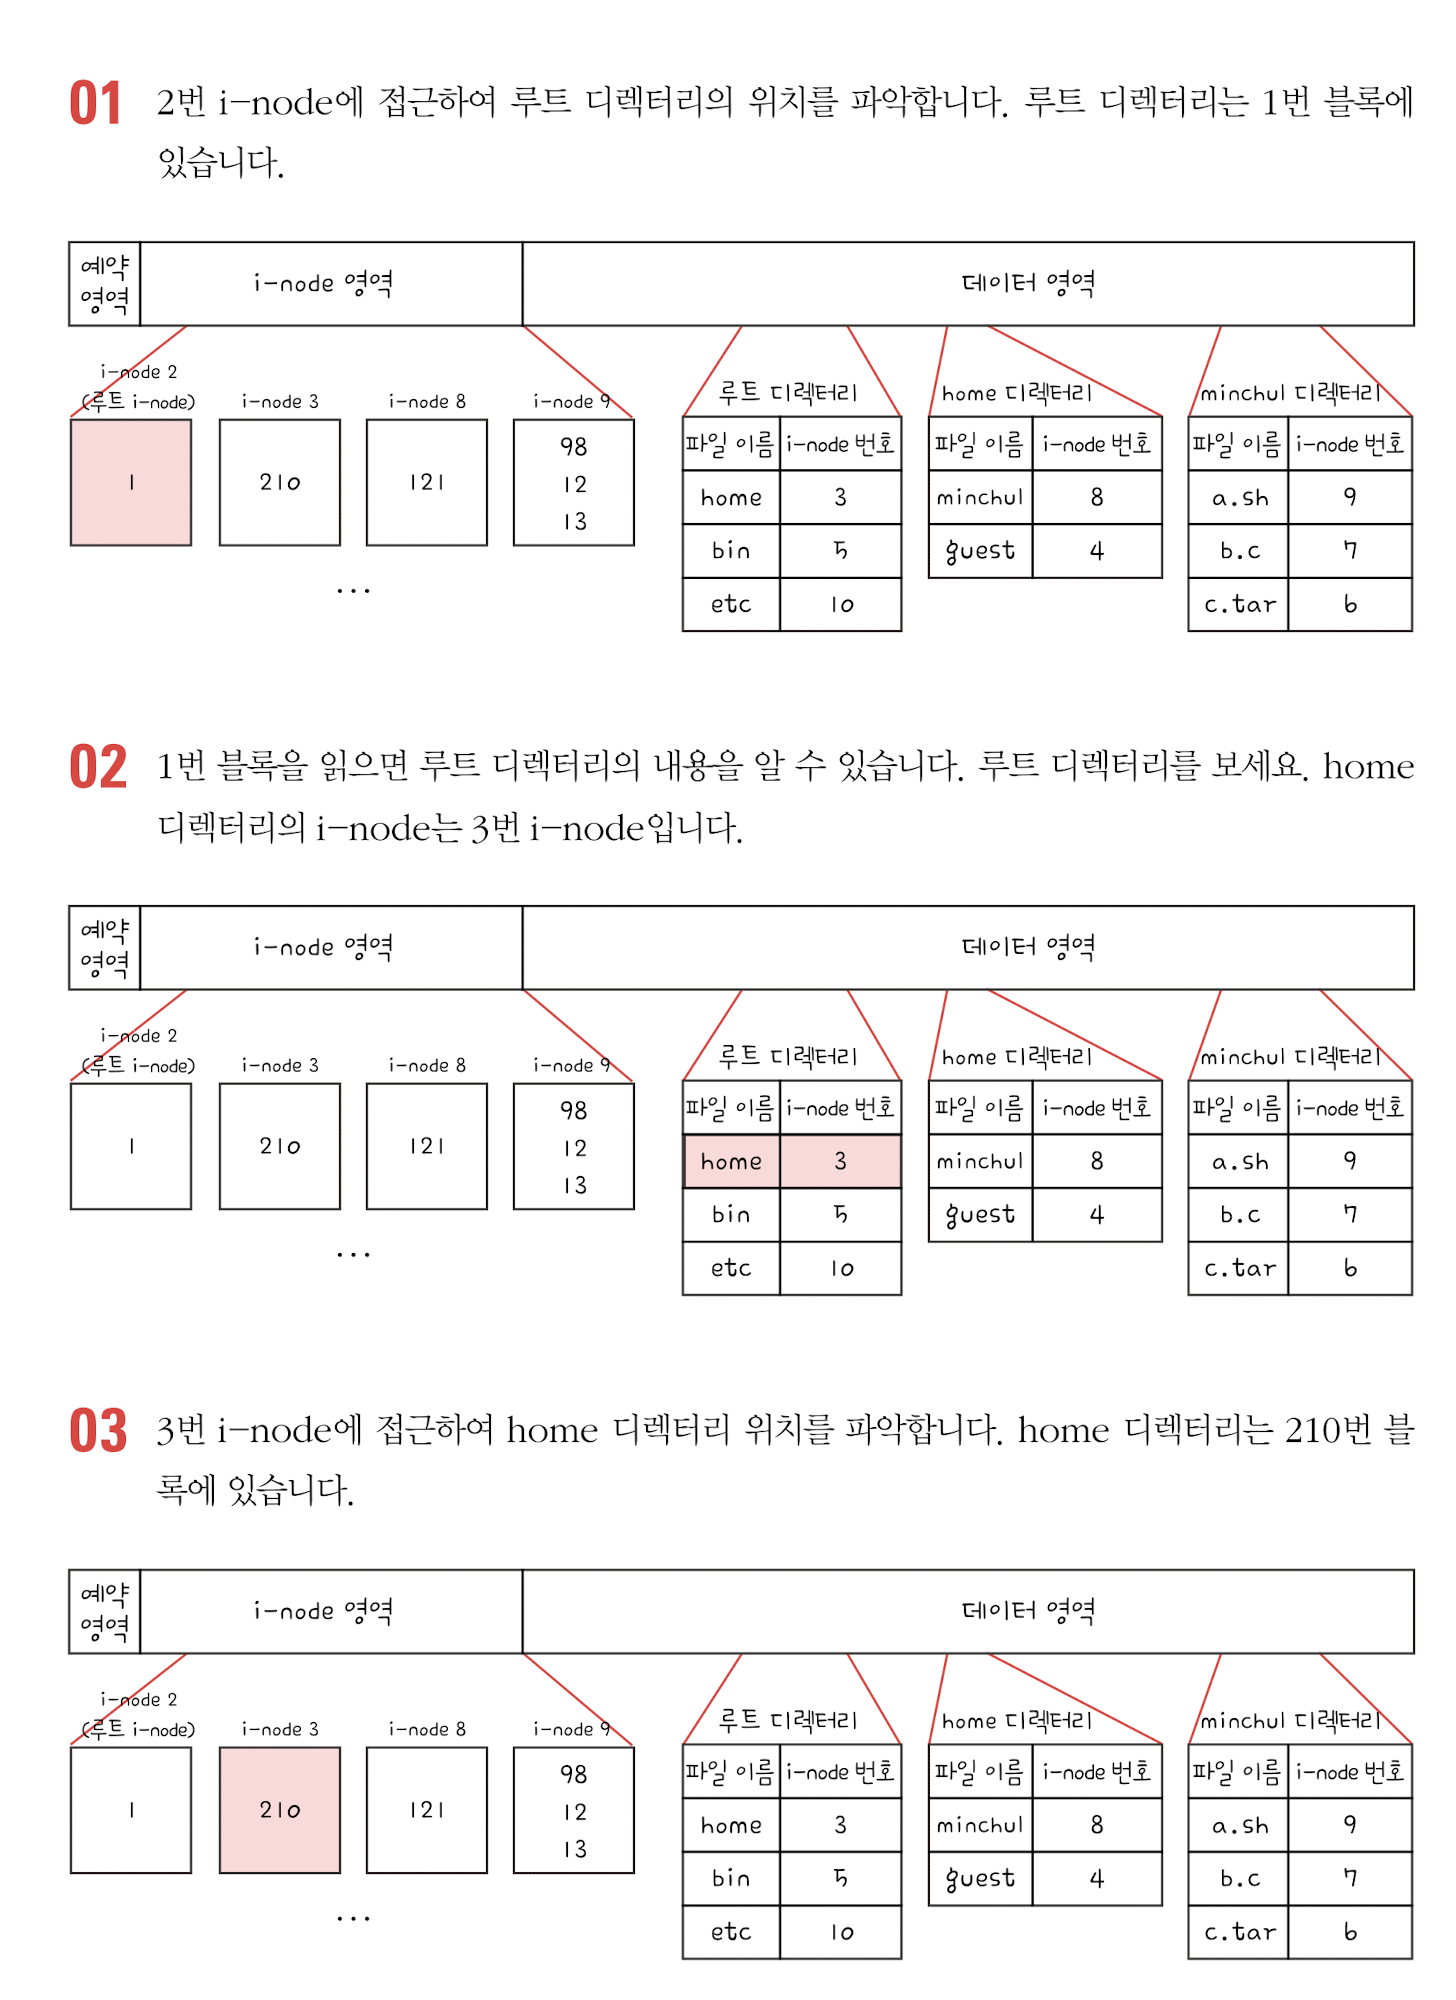 01 2번 i-node에 접근하여 루트 디렉터리의 위치를 파악합니다. 루트 디렉터리는 1번 블록에
있습니다.
예약
영역
i-node 영역
데이터 영역
i-node 2
(루트 i-node)
i-node 3
i-node 8
i-node 9
1
210
121
98
12
13
...
루트 디렉터리
파일 이름 i-node 번호
home 3
bin 5
etc 10
home 디렉터리
파일 이름 i-node 번호
minchul 8
guest 4
minchul 디렉터리
파일 이름 i-node 번호
a.sh 9
b.c 7
c.tar 6
02 1번 블록을 읽으면 루트 디렉터리의 내용을 알 수 있습니다. 루트 디렉터리를 보세요. home
디렉터리의 i-node는 3번 i-node입니다.
예약
영역
i-node 영역
데이터 영역
i-node 2
(루트 i-node)
i-node 3
i-node 8
i-node 9
1
210
121
98
12
13
...
루트 디렉터리
파일 이름 i-node 번호
home 3
bin 5
etc 10
home 디렉터리
파일 이름 i-node 번호
minchul 8
guest 4
minchul 디렉터리
파일 이름 i-node 번호
a.sh 9
b.c 7
c.tar 6
03 3번 i-node에 접근하여 home 디렉터리 위치를 파악합니다. home 디렉터리는 210번 블
록에 있습니다.
예약
영역
i-node 영역
데이터 영역
i-node 2
(루트 i-node)
i-node 3
i-node 8
i-node 9
1
210
121
98
12
13
...
루트 디렉터리
파일 이름 i-node 번호
home 3
bin 5
etc 10
home 디렉터리
파일 이름 i-node 번호
minchul 8
guest 4
minchul 디렉터리
파일 이름 i-node 번호
a.sh 9
b.c 7
c.tar 6